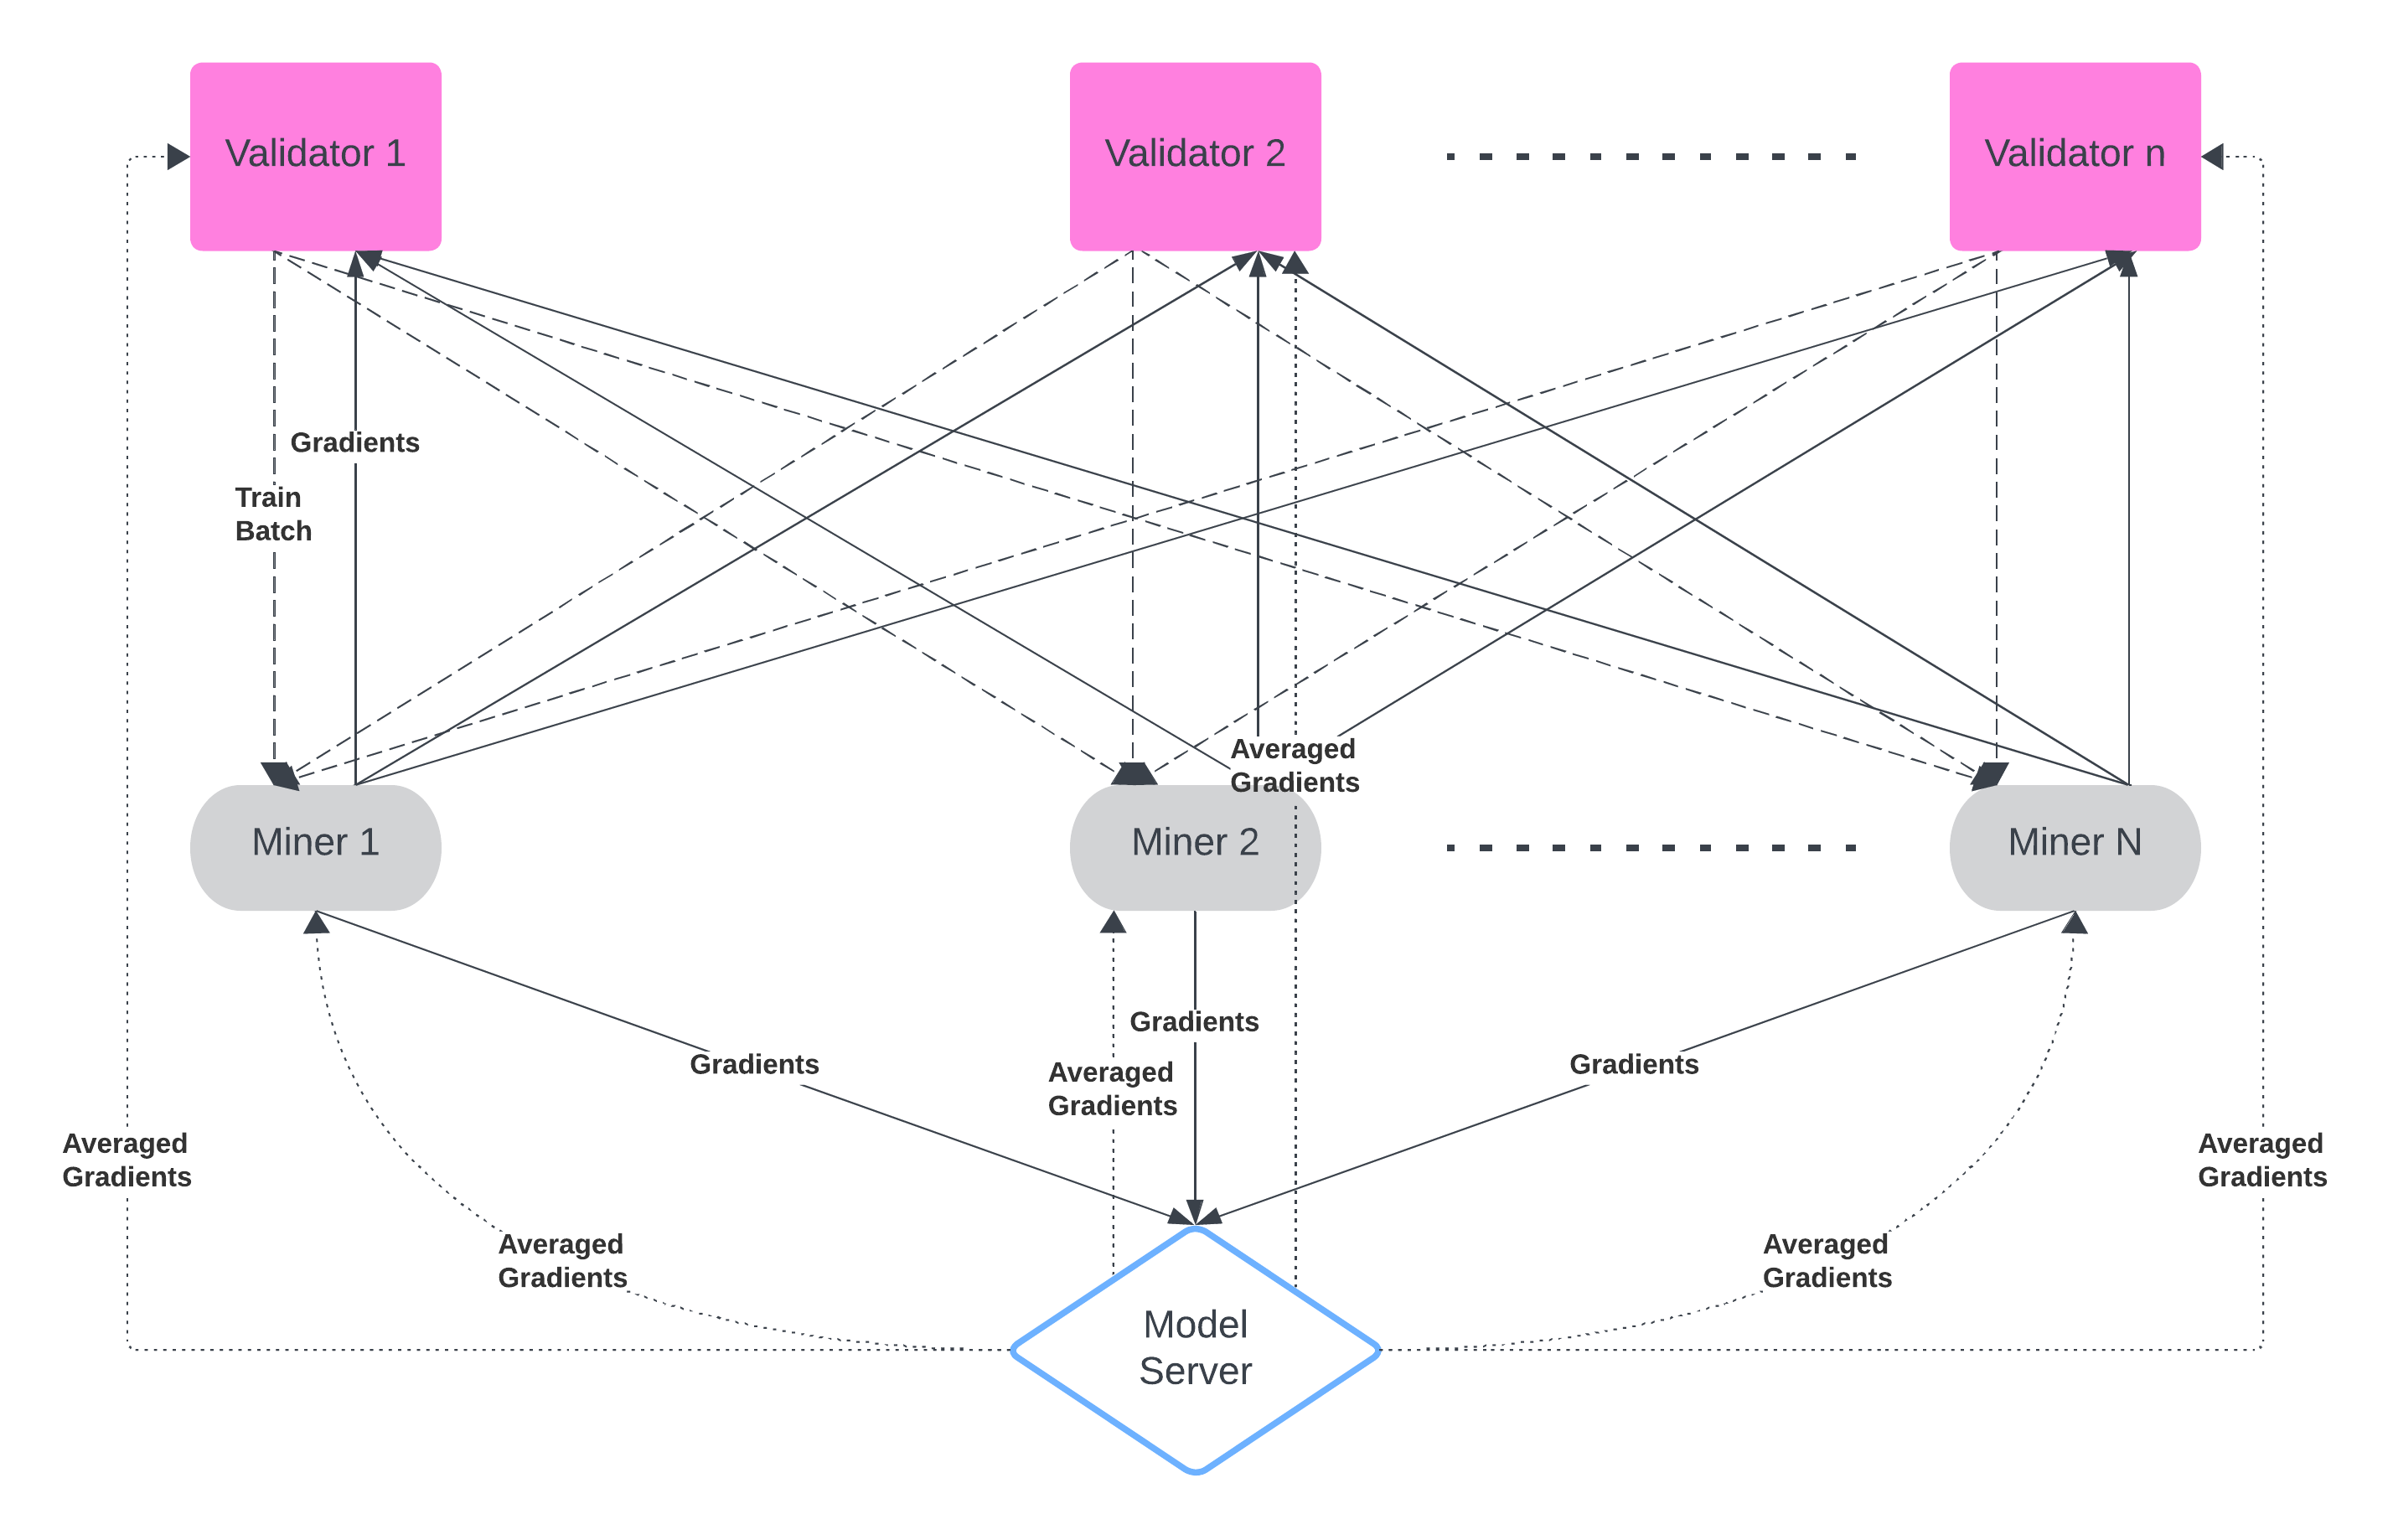 Validator 1
Validator 2
Validator n
Gradients
Train
Batch
Averaged
Gradients
Miner 1
Miner 2
Miner N
Gradients
Gradients
Gradients
Averaged
Gradients
Averaged
Gradients
Averaged
Gradients
Averaged
Gradients
Averaged
Gradients
Model
Server